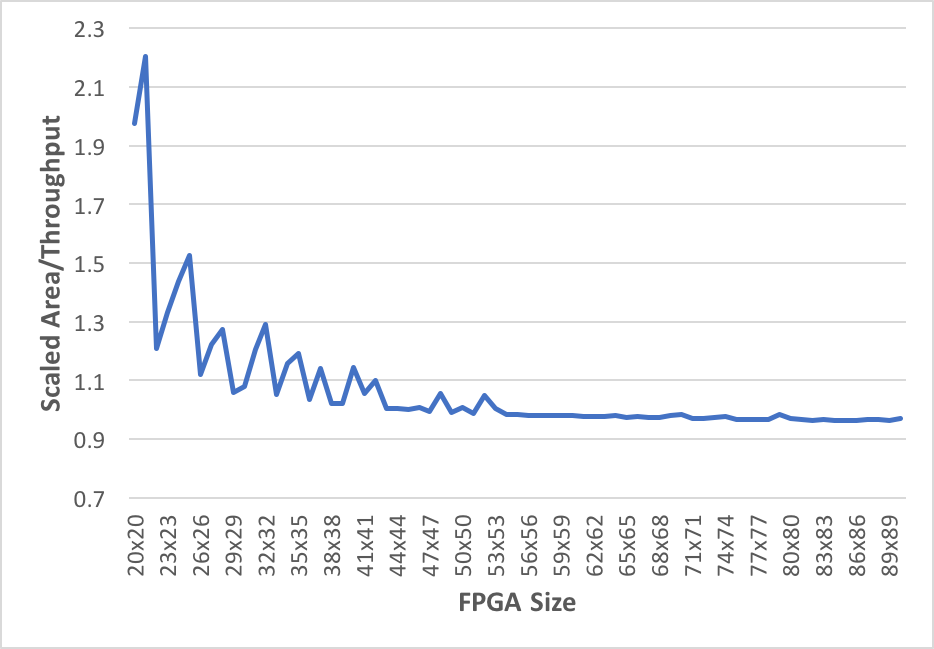 Scaled Area/Throughput
2.3
2.1
1.9
1.7
1.5
1.3
1.1
0.9
0.7
20x20
23x23
26x26
29x29
32x32
35x35
38x38
41x41
44x44
47x47
50x50
53x53
56x56
59x59
62x62
65x65
68x68
71x71
74x74
77x77
80x80
83x83
86x86
89x89
FPGA Size